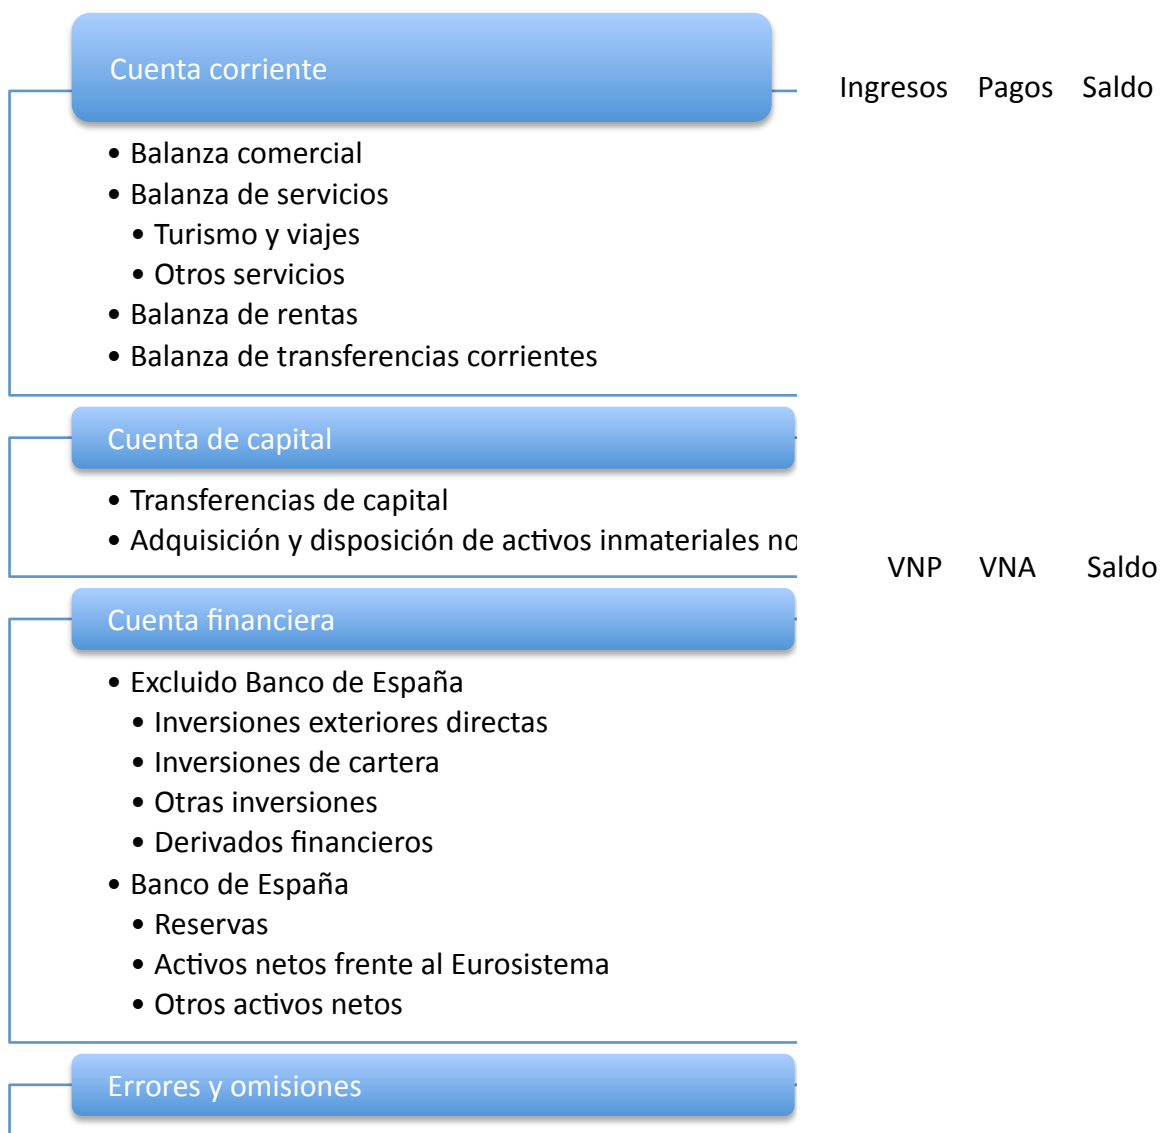 Cuenta corriente
Ingresos Pagos Saldo
• Balanza comercial
• Balanza de servicios
• Turismo y viajes
• Otros servicios
• Balanza de rentas
• Balanza de transferencias corrientes
Cuenta de capital
• Transferencias de capital
• Adquisición y disposición de activos inmateriales no
VNP VNA Saldo
Cuenta financiera
• Excluido Banco de España
• Inversiones exteriores directas
• Inversiones de cartera
• Otras inversiones
• Derivados financieros
• Banco de España
• Reservas
• Activos netos frente al Eurosistema
• Otros activos netos
Errores y omisiones